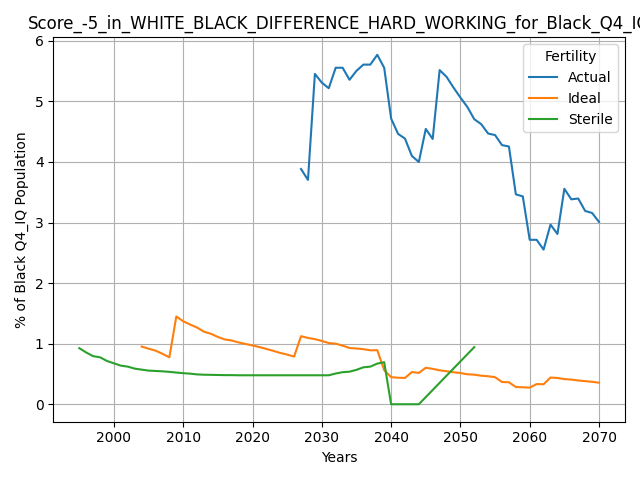 Score_-5_in_WHITE_BLACK_DIFFERENCE_HARD_WORKING_for_Black_Q4_IQ
6
5
4
3
2
1
0
% of Black Q4_IQ Population
Fertility
Actual
Ideal
Sterile
2000 2010 2020 2030 2040 2050 2060 2070
Years